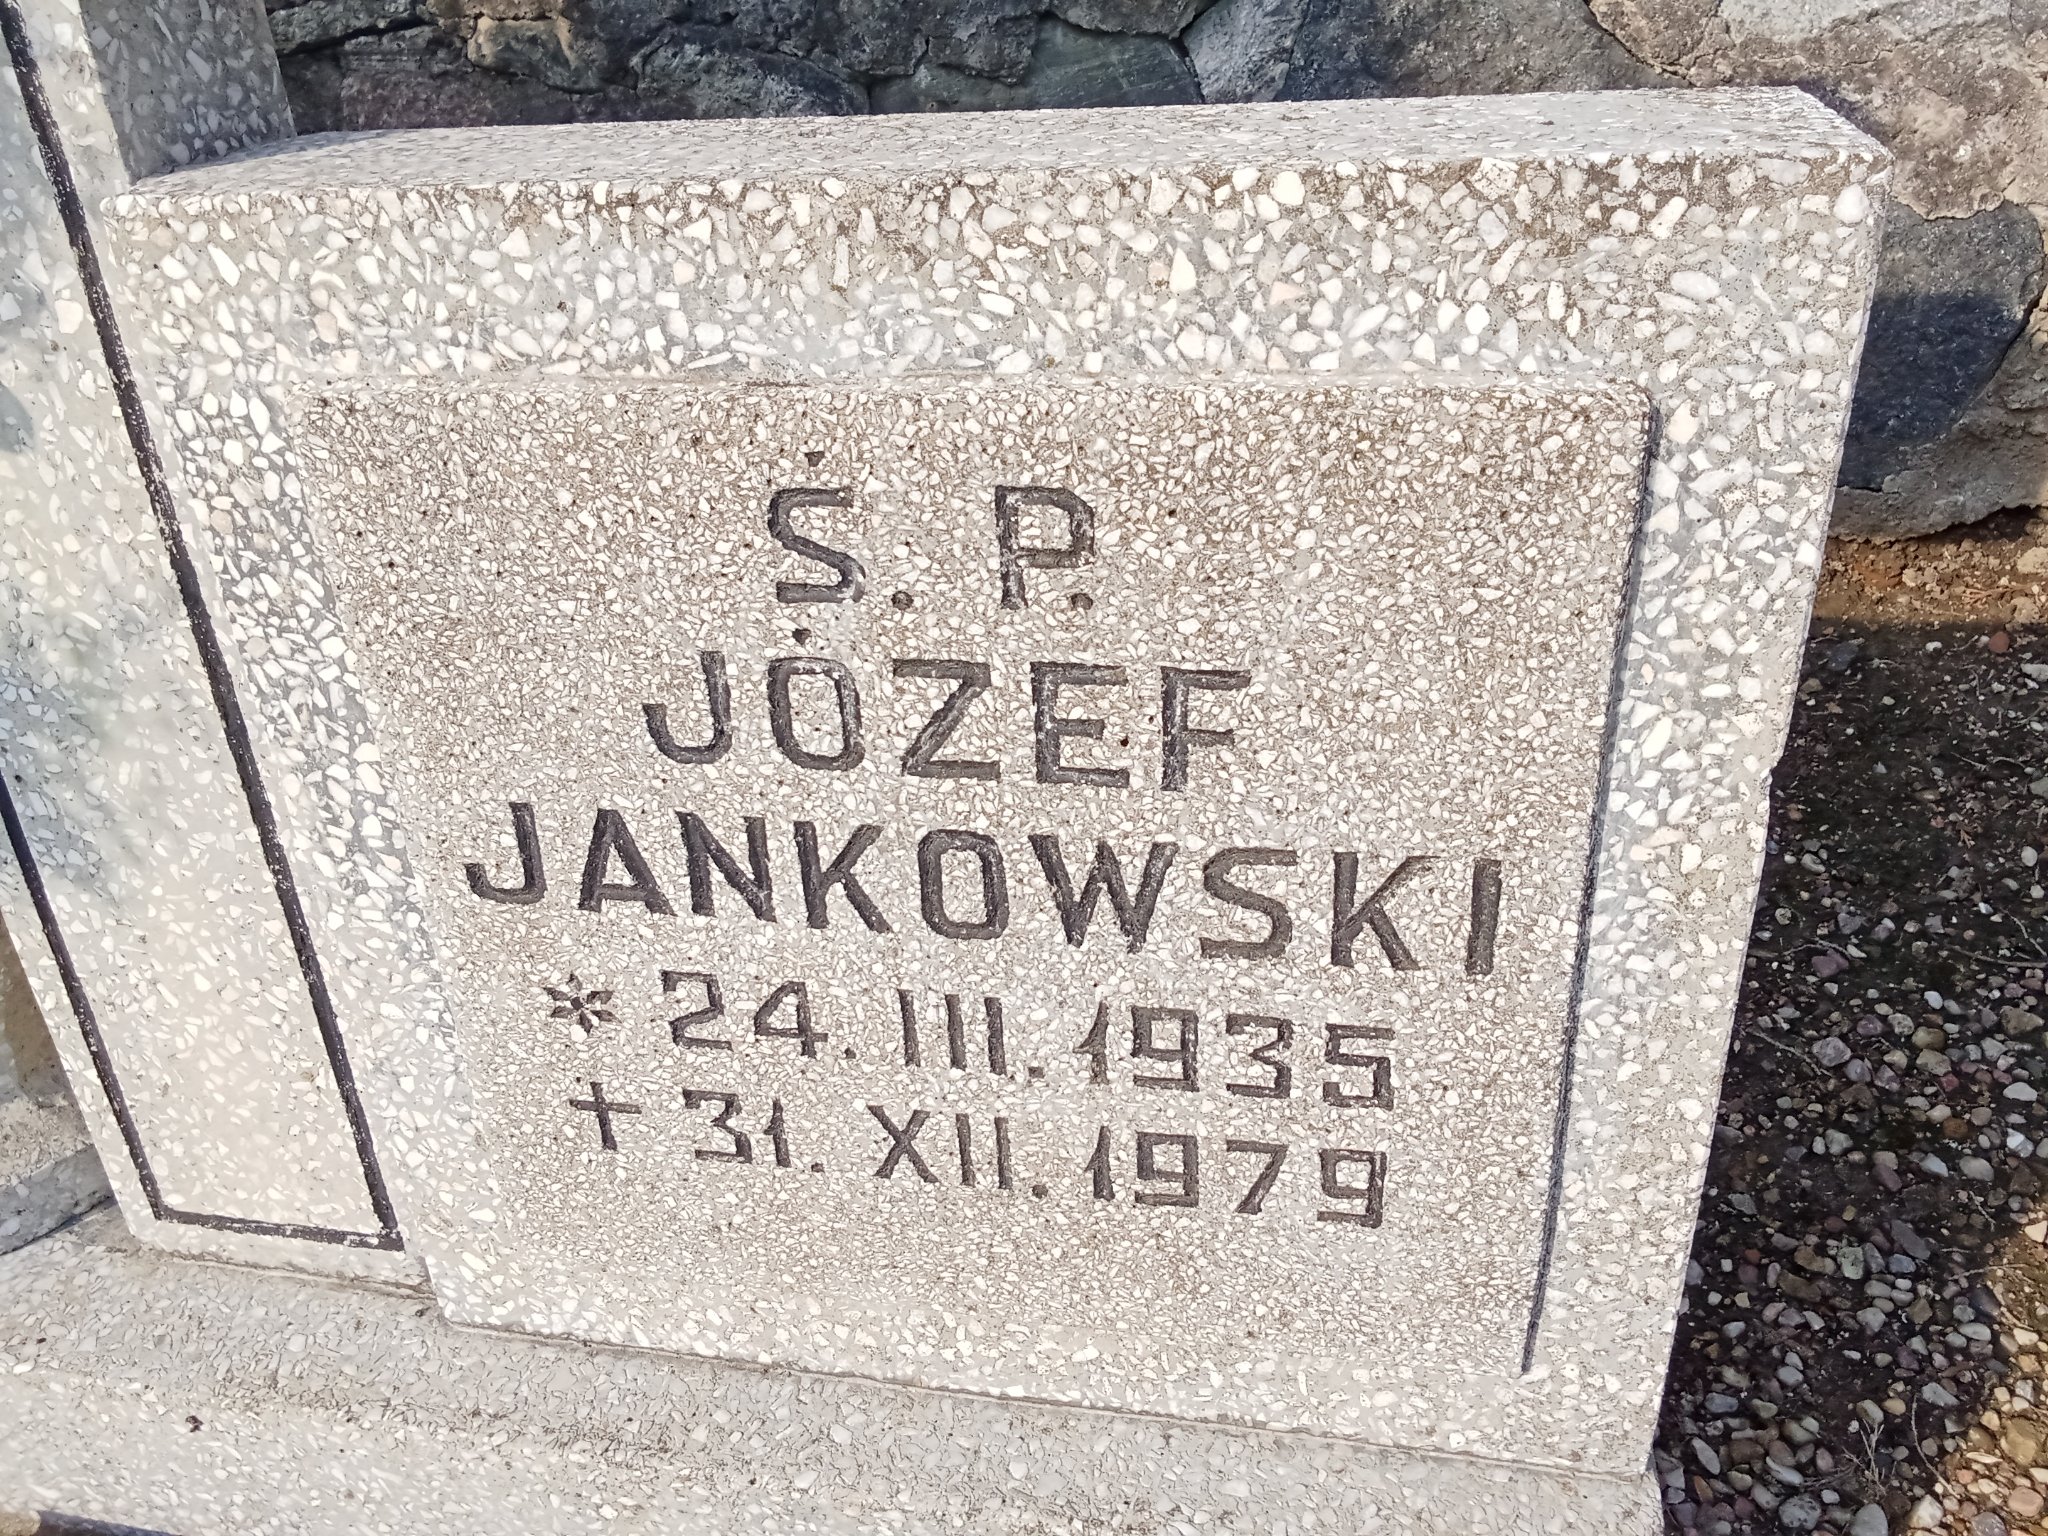 Ś. P.
JÓZEF
JANKOWSKI
* 24. III. 1935
+ 31. XII. 1979